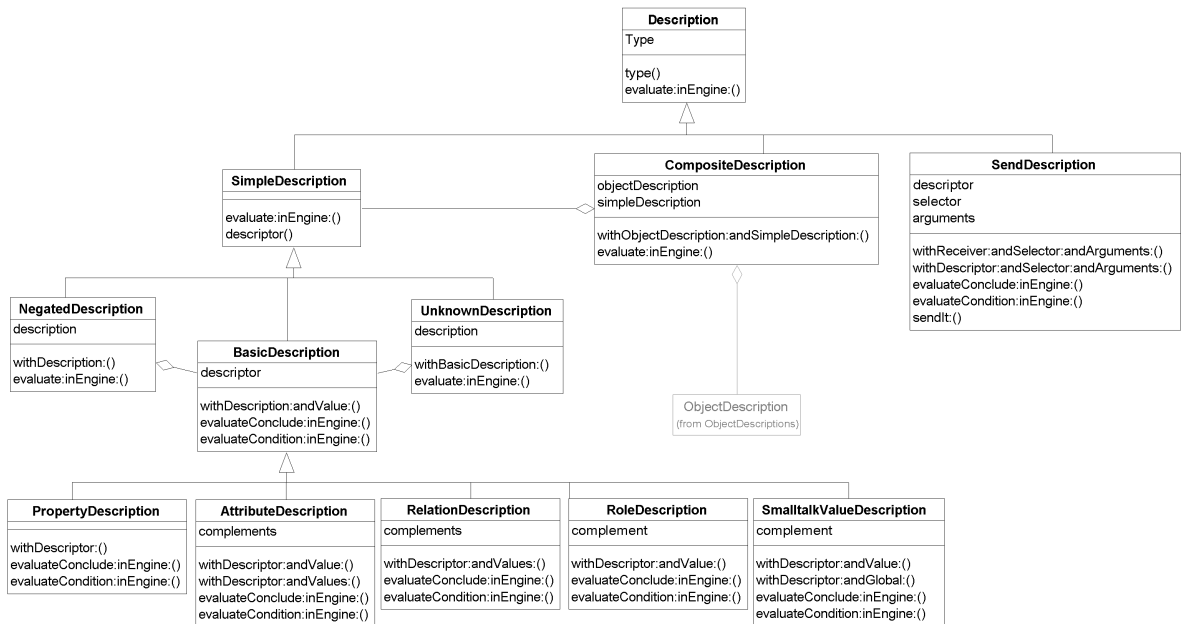 Description
Type
type()
evaluate:inEngine:()
SimpleDescription
evaluate:inEngine:()
descriptor()
CompositeDescription
objectDescription
simpleDescription
withObjectDescription:andSimpleDescription:()
evaluate:inEngine:()
SendDescription
descriptor
selector
arguments
withReceiver:andSelector:andArguments:()
withDescriptor:andSelector:andArguments:()
evaluateConclude:inEngine:()
evaluateCondition:inEngine:()
sendIt:()
NegatedDescription
description
withDescription:()
evaluate:inEngine:()
BasicDescription
descriptor
withDescription:andValue:()
evaluateConclude:inEngine:()
evaluateCondition:inEngine:()
UnknownDescription
description
withBasicDescription:()
evaluate:inEngine:()
ObjectDescription
(from ObjectDescriptions)
PropertyDescription
withDescriptor:()
evaluateConclude:inEngine:()
evaluateCondition:inEngine:()
AttributeDescription
complements
withDescriptor:andValue:()
withDescriptor:andValues:()
evaluateConclude:inEngine:()
evaluateCondition:inEngine:()
RelationDescription
complements
withDescriptor:andValues:()
evaluateConclude:inEngine:()
evaluateCondition:inEngine:()
RoleDescription
complement
withDescriptor:andValue:()
evaluateConclude:inEngine:()
evaluateCondition:inEngine:()
SmalltalkValueDescription
complement
withDescriptor:andValue:()
withDescriptor:andGlobal:()
evaluateConclude:inEngine:()
evaluateCondition:inEngine:()